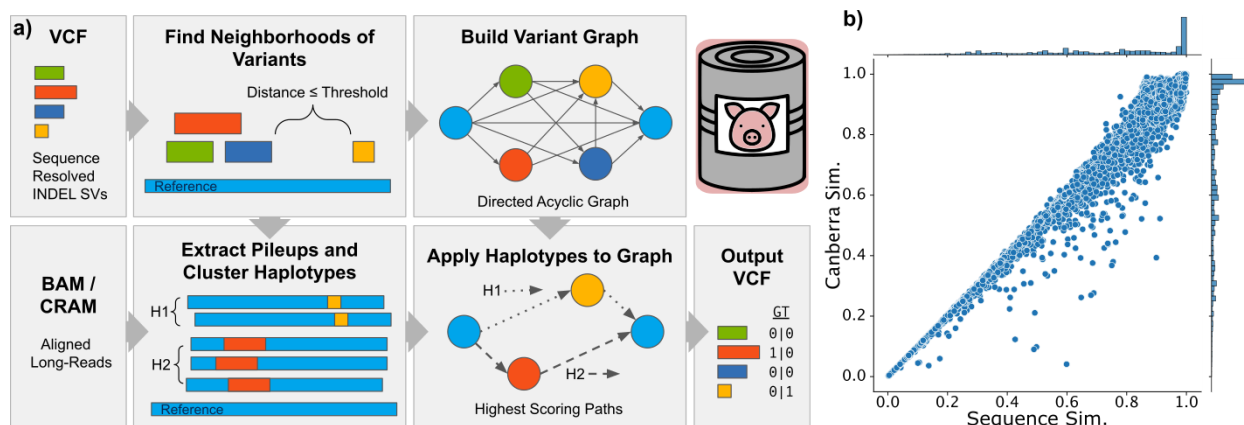 a)
VCF
Sequence
Resolved
INDEL SVs
Find Neighborhoods of
Variants
Distance ≤ Threshold
Reference
Build Variant Graph
Directed Acyclic Graph
BAM /
CRAM
Aligned
Long-Reads
Extract Pileups and
Cluster Haplotypes
H1
H2
Reference
Apply Haplotypes to Graph
H1
H2
Highest Scoring Paths
Output
VCF
GT
0|0
1|0
0|0
0|1
b)
Canberra Sim.
1.0
0.8
0.6
0.4
0.2
0.0
0.0 0.2 0.4 0.6 0.8 1.0
Sequence Sim.